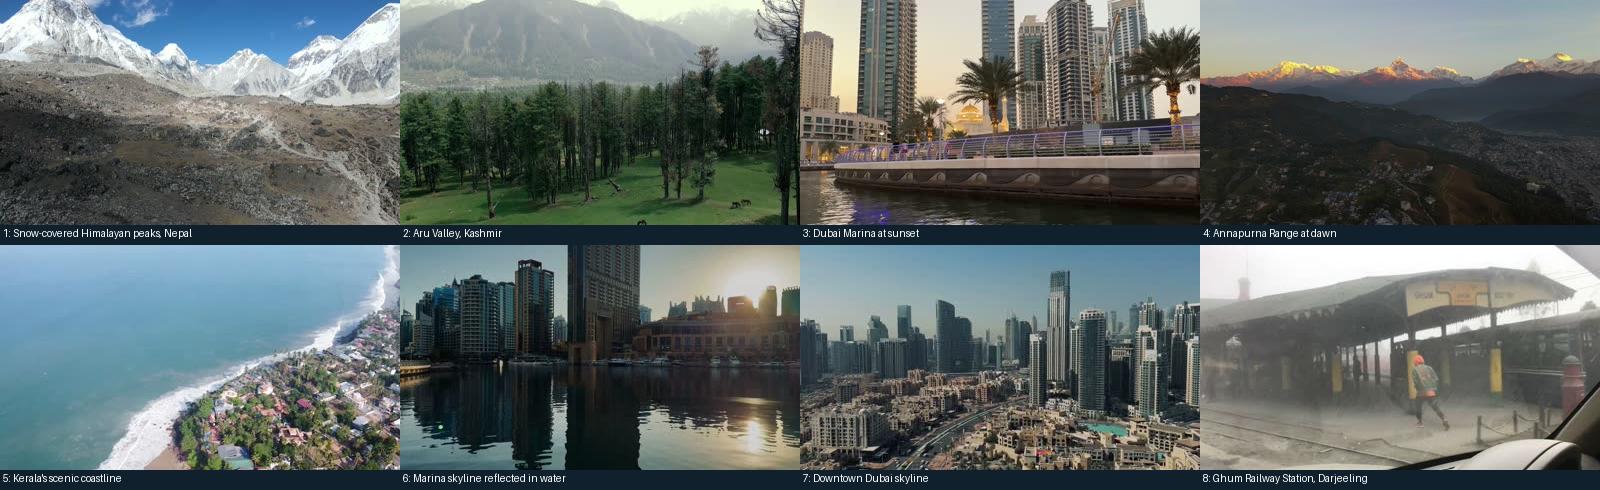 1: Snow-covered Himalayan peaks, Nepal
2: Aru Valley, Kashmir
3: Dubai Marina at sunset
4: Annapurna Range at dawn
5: Kerala's scenic coastline
6: Marina skyline reflected in water
7: Downtown Dubai skyline
8: Ghum Railway Station, Darjeeling